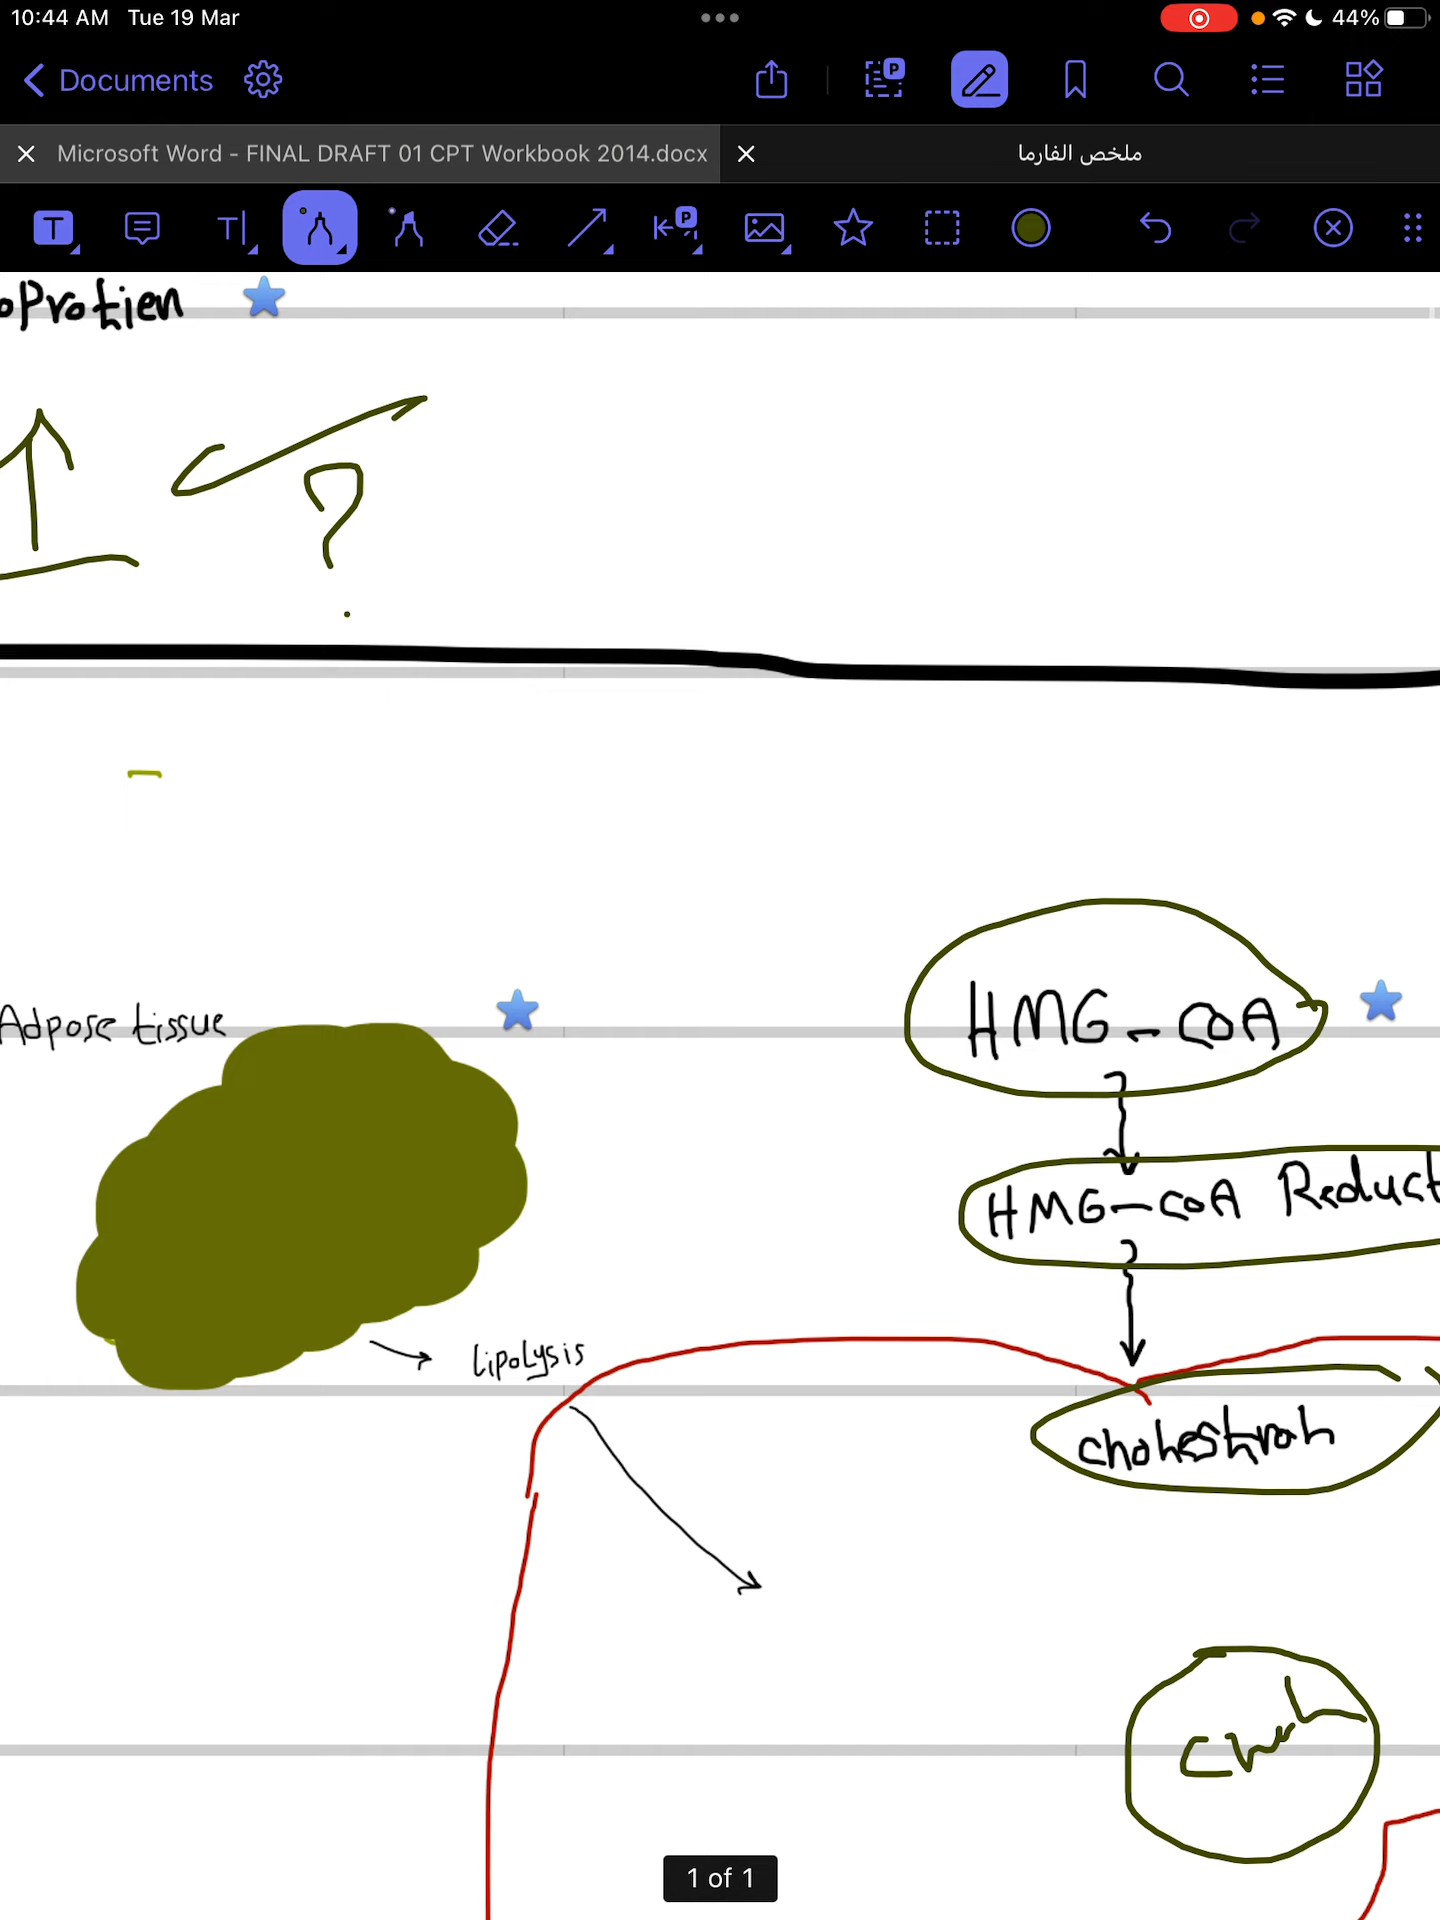 10:44 AM Tue 19 Mar
44%
Documents
Microsoft Word - FINAL DRAFT 01 CPT Workbook 2014.docx
ملخص الفارما
oProtien
?
HMG-COA
Adpose tissue
HMG-COA Reduct
Lipolysis
cholestrol
1 of 1